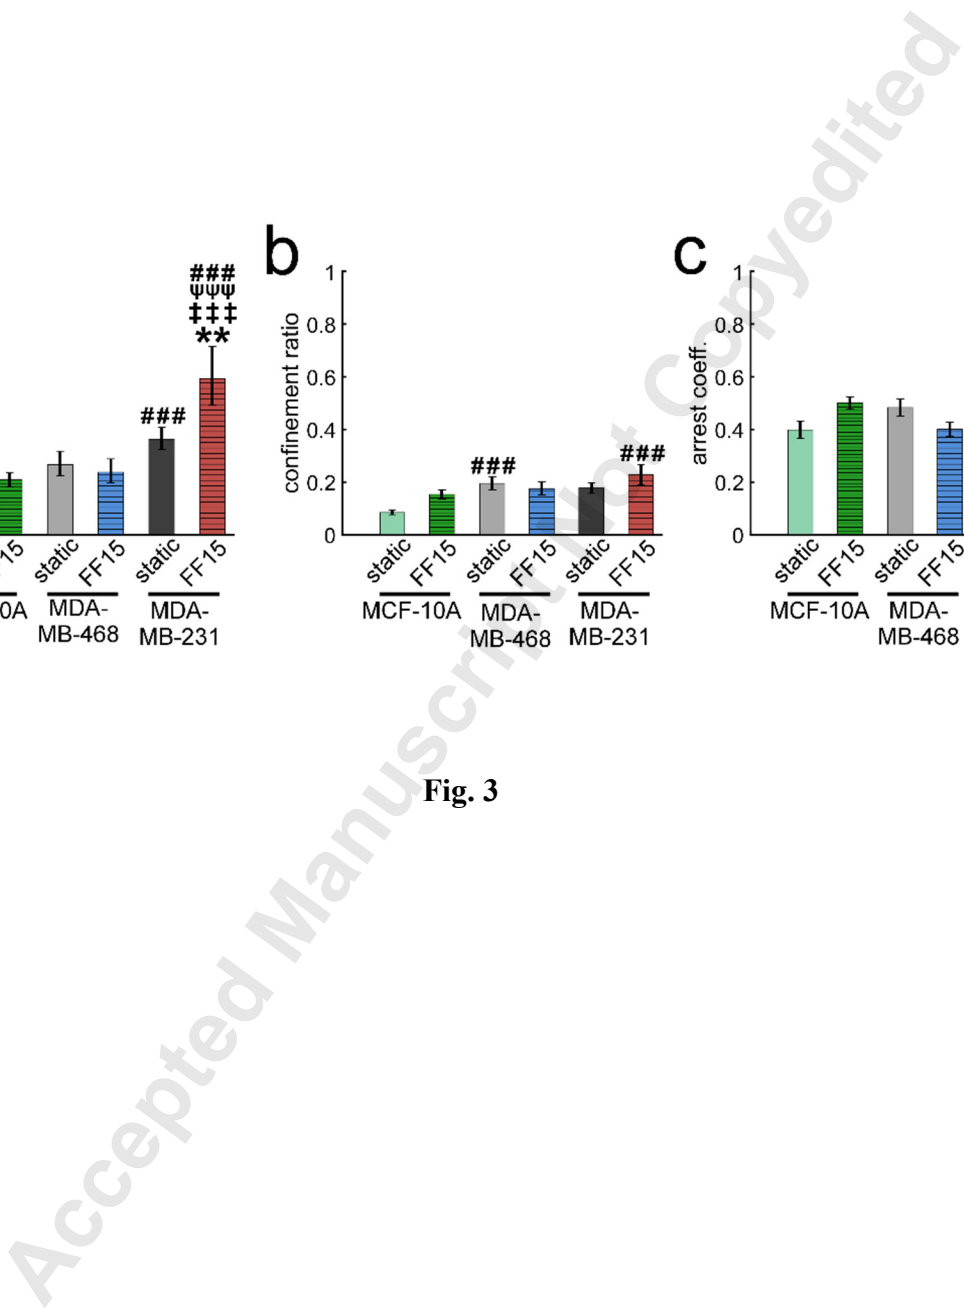 b
c
###
ψψψ
‡‡‡
**
###
static
FF15
static
FF15
0A
MDA-
MB-468
MDA-
MB-231
confinement ratio
1
0.8
0.6
0.4
0.2
0
###
###
static
FF15
static
FF15
static
FF15
MCF-10A
MDA-
MB-468
MDA-
MB-231
arrest coeff.
1
0.8
0.6
0.4
0.2
0
static
FF15
static
FF15
MCF-10A
MDA-
MB-468
Fig. 3
Accepted Manuscript Not Copyedited